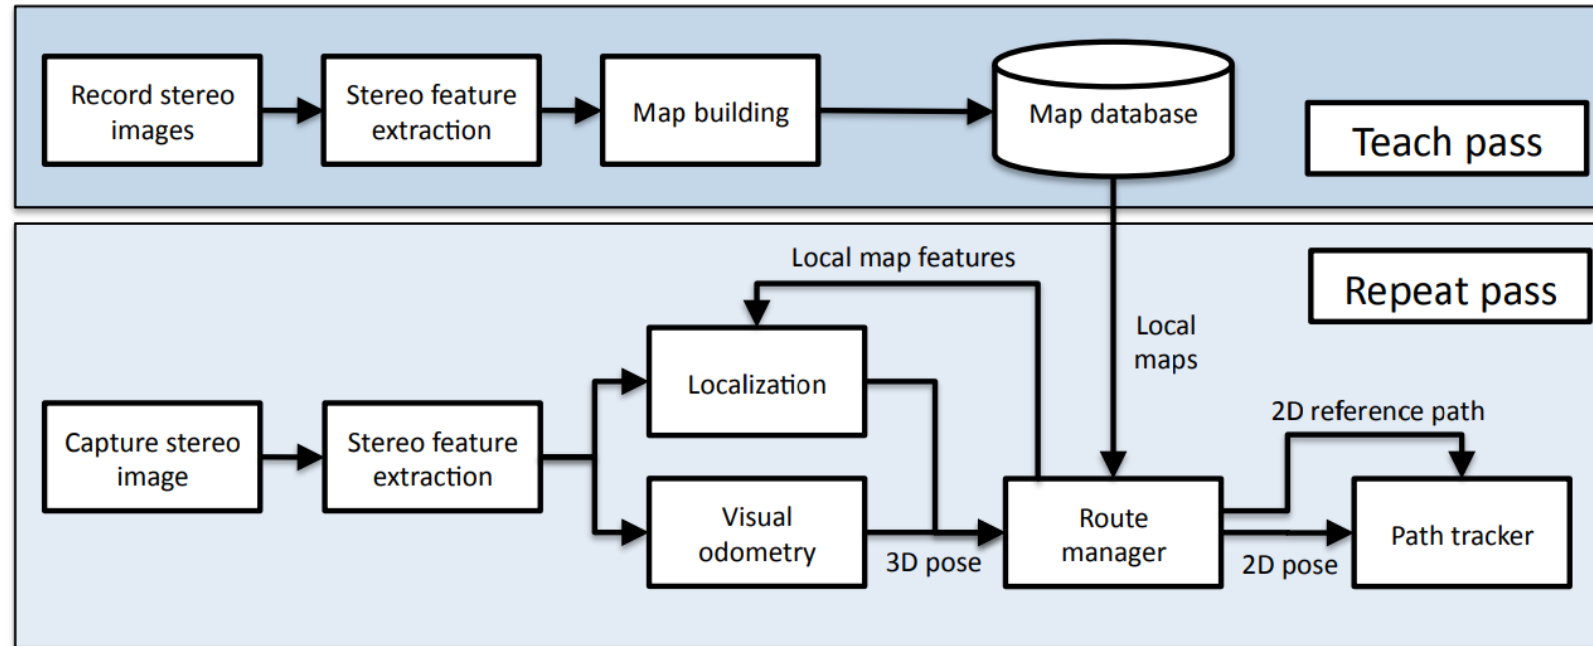 Record stereo
images
Stereo feature
extraction
Map building
Map database
Teach pass
Local map features
Repeat pass
Local
maps
Localization
2D reference path
Capture stereo
image
Stereo feature
extraction
Visual
odometry
3D pose
Route
manager
2D pose
Path tracker